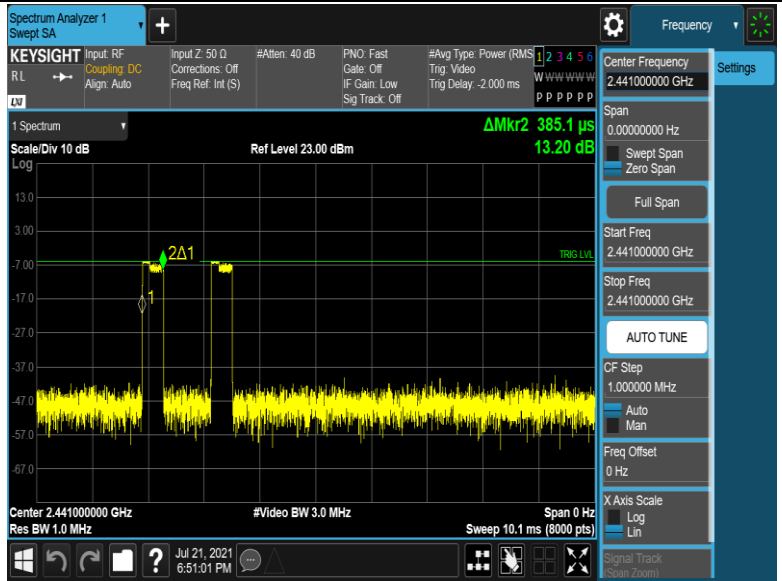 Spectrum Analyzer 1
Swept SA
Frequency
KEYSIGHT
RL
LXI
Input: RF
Coupling: DC
Align: Auto
Input Z: 50 Ω
Corrections: Off
Freq Ref: Int (S)
#Atten: 40 dB
PNO: Fast
Gate: Off
IF Gain: Low
Sig Track: Off
#Avg Type: Power (RMS
Trig: Video
Trig Delay: -2.000 ms
1 2 3 4 5 6
W W W W W W
P P P P P P
1 Spectrum
ΔMkr2 385.1 µs
13.20 dB
Scale/Div 10 dB
Ref Level 23.00 dBm
Log
13.0
3.00
-7.00
-17.0
-27.0
-37.0
-47.0
-57.0
-67.0
2Δ1
1
TRIG LVL
Center 2.441000000 GHz
#Video BW 3.0 MHz
Span 0 Hz
Res BW 1.0 MHz
Sweep 10.1 ms (8000 pts)
?
Jul 21, 2021
6:51:01 PM
Center Frequency
2.441000000 GHz
Settings
Span
0.00000000 Hz
Swept Span
Zero Span
Full Span
Start Freq
2.441000000 GHz
Stop Freq
2.441000000 GHz
AUTO TUNE
CF Step
1.000000 MHz
Auto
Man
Freq Offset
0 Hz
X Axis Scale
Log
Lin
Signal Track
(Span Zoom)